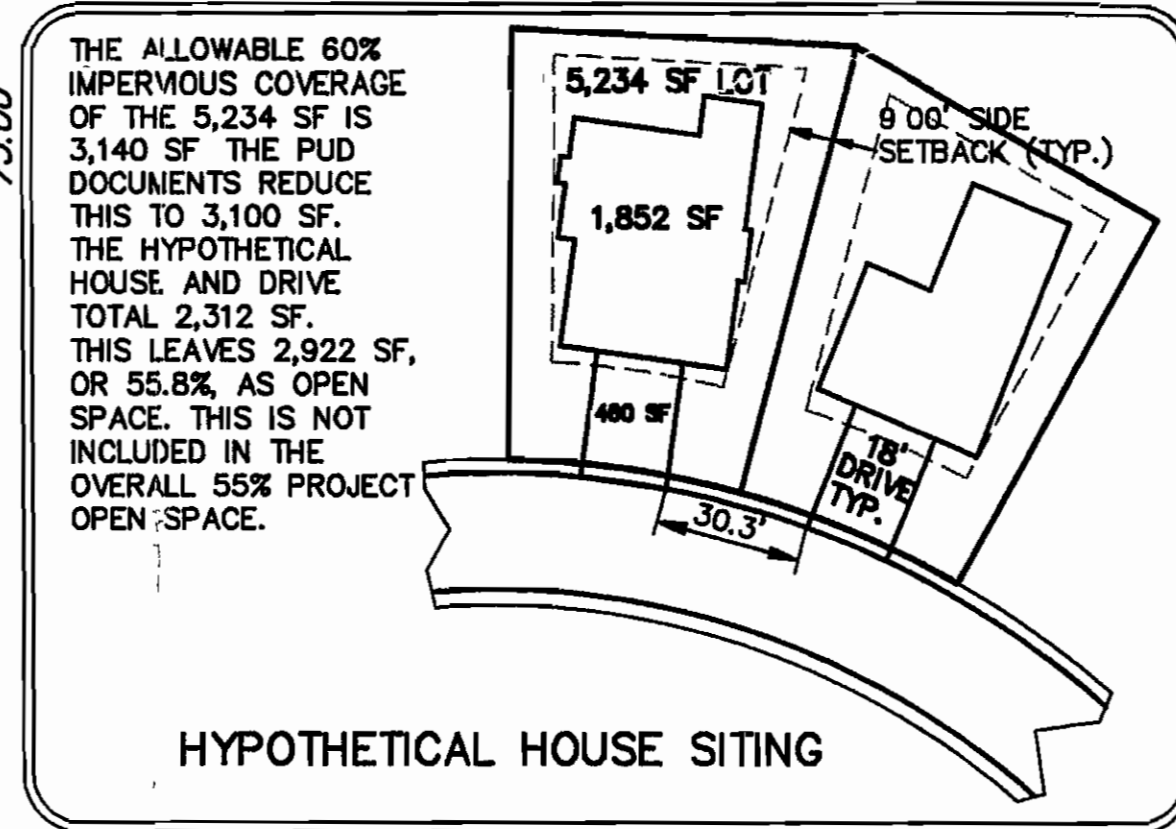 THE ALLOWABLE 60%
IMPERVIOUS COVERAGE
OF THE 5,234 SF IS
3,140 SF THE PUD
DOCUMENTS REDUCE
THIS TO 3,100 SF.
THE HYPOTHETICAL
HOUSE AND DRIVE
TOTAL 2,312 SF.
THIS LEAVES 2,922 SF,
OR 55.8%, AS OPEN
SPACE. THIS IS NOT
INCLUDED IN THE
OVERALL 55% PROJECT
OPEN SPACE.
5,234 SF LOT
9 00' SIDE
SETBACK (TYP.)
1,852 SF
460 SF
18'
DRIVE
TYP.
30.3'
HYPOTHETICAL HOUSE SITING